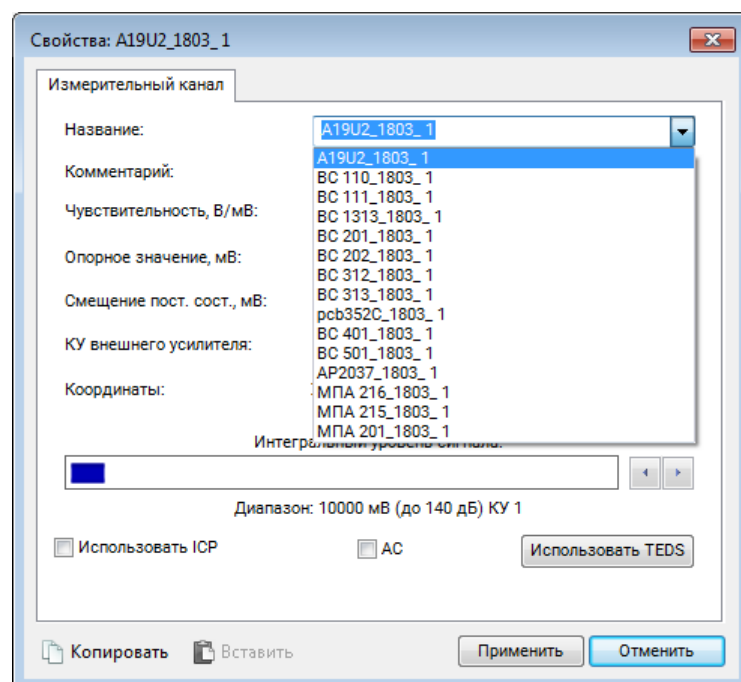 Свойства: A19U2_1803_ 1
Измерительный канал
Название:
A19U2_1803_ 1
A19U2_1803_ 1
Комментарий:
BC 110_1803_ 1
BC 111_1803_ 1
Чувствительность, В/мВ:
BC 1313_1803_ 1
BC 201_1803_ 1
Опорное значение, мВ:
BC 202_1803_ 1
BC 312_1803_ 1
Смещение пост. сост., мВ:
BC 313_1803_ 1
pcb352C_1803_ 1
КУ внешнего усилителя:
BC 401_1803_ 1
BC 501_1803_ 1
Координаты:
AP2037_1803_ 1
МПА 216_1803_ 1
МПА 215_1803_ 1
МПА 201_1803_ 1
Интегральный уровень сигнала:
Диапазон: 10000 мВ (до 140 дБ) КУ 1
Использовать ICP
AC
Использовать TEDS
Копировать
Вставить
Применить
Отменить